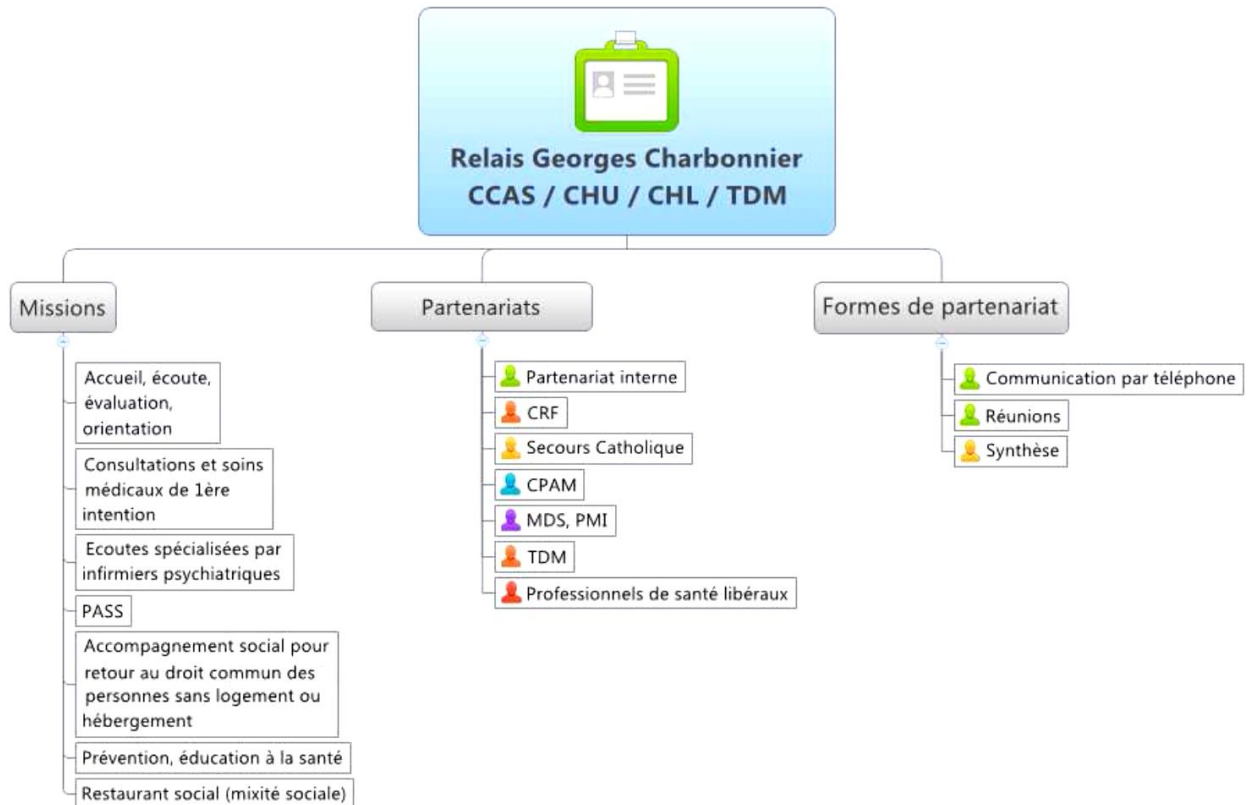 Relais Georges Charbonnier
CCAS / CHU / CHL / TDM
Missions
Accueil, écoute,
évaluation,
orientation
Consultations et soins
médicaux de 1ère
intention
Ecoutes spécialisées par
infirmiers psychiatriques
PASS
Accompagnement social pour
retour au droit commun des
personnes sans logement ou
hébergement
Prévention, éducation à la santé
Restaurant social (mixité sociale)
Partenariats
Partenariat interne
CRF
Secours Catholique
CPAM
MDS, PMI
TDM
Professionnels de santé libéraux
Formes de partenariat
Communication par téléphone
Réunions
Synthèse